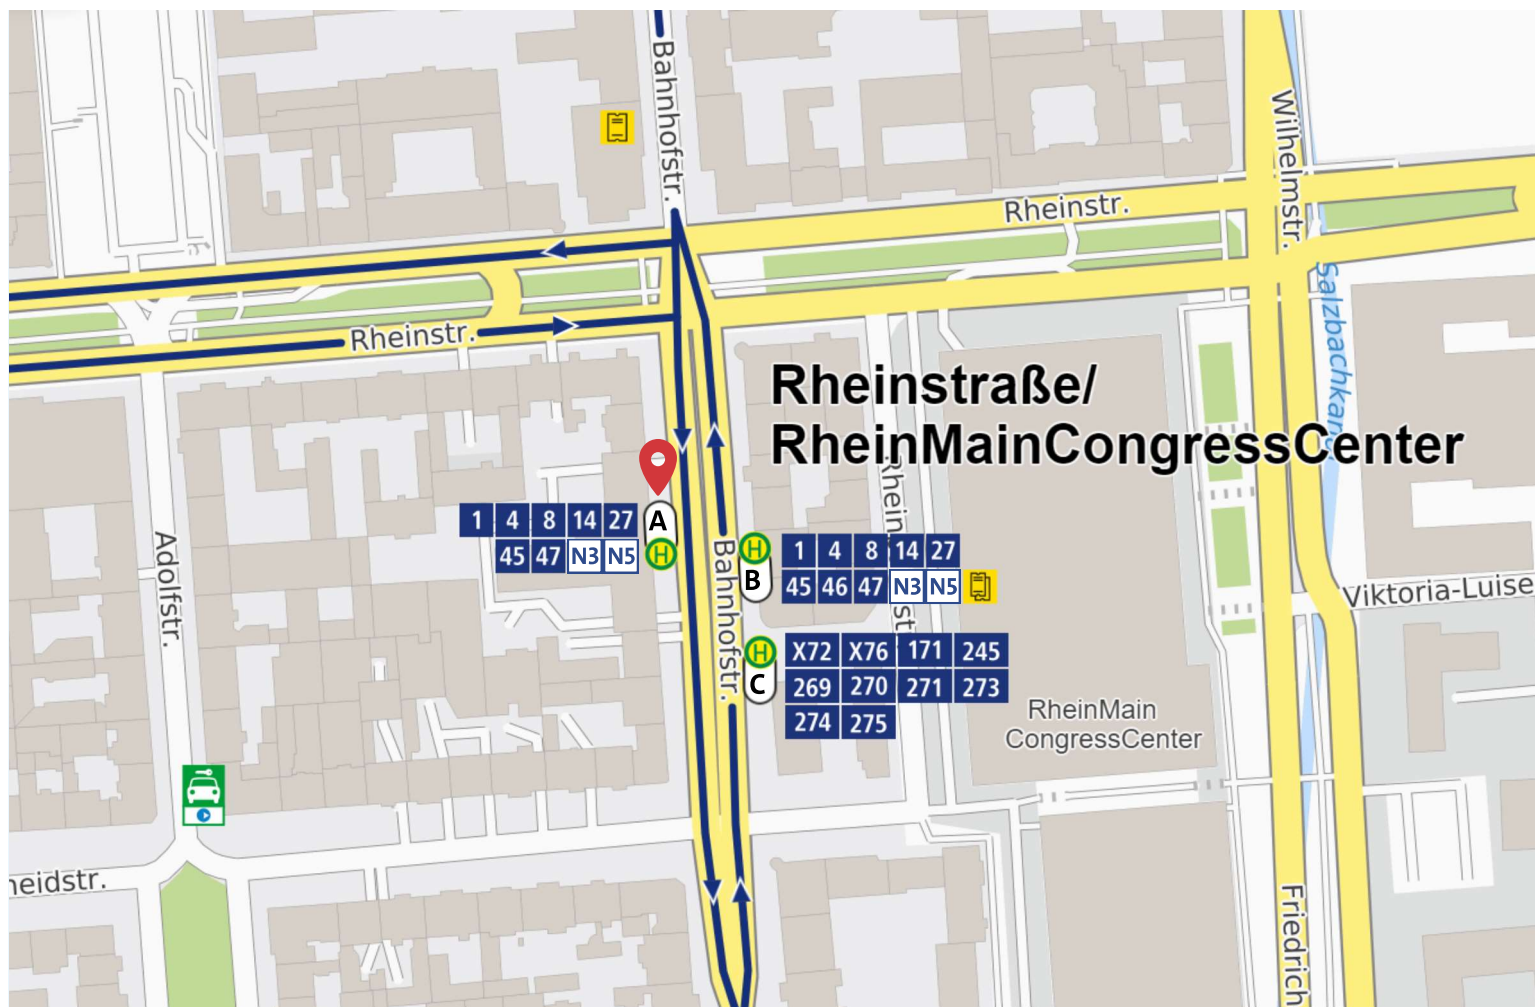 Bahnhofstr.
Wilhelmstr.
Rheinstr.
Rheinstr.
Salzbachkana
Rheinstraße/
RheinMainCongressCenter
A
1 4 8 14 27
45 47 N3 N5
H
H
B
1 4 8 14 27
45 46 47 N3 N5
Adolfstr.
Bahnhofstr.
Viktoria-Luise
H
C
X72 X76 171 245
269 270 271 273
274 275
RheinMain
CongressCenter
heidstr.
Friedrich